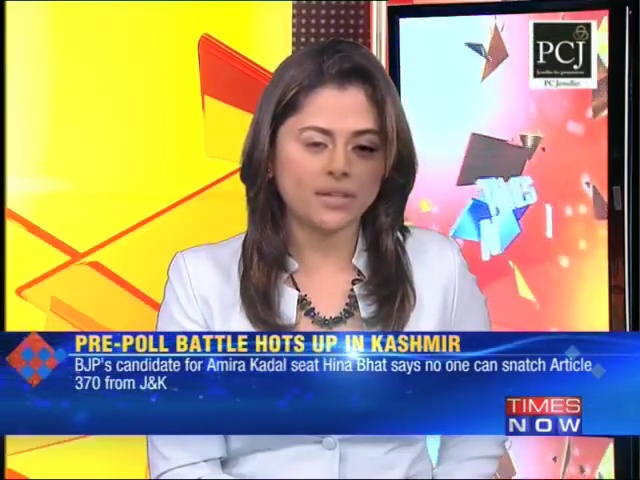 PCJ
PC Jeweller
PRE-POLL BATTLE HOTS UP IN KASHMIR
BJP's candidate for Amira Kadal seat Hina Bhat says no one can snatch Article
370 from J&K
TIMES
NOW